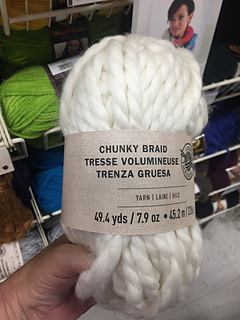 CHUNKY BRAID
TRESSE VOLUMINEUSE
TRENZA GRUESA
YARN | LAINE | HILO
49.4 yds / 7.9 oz • 45.2 m /